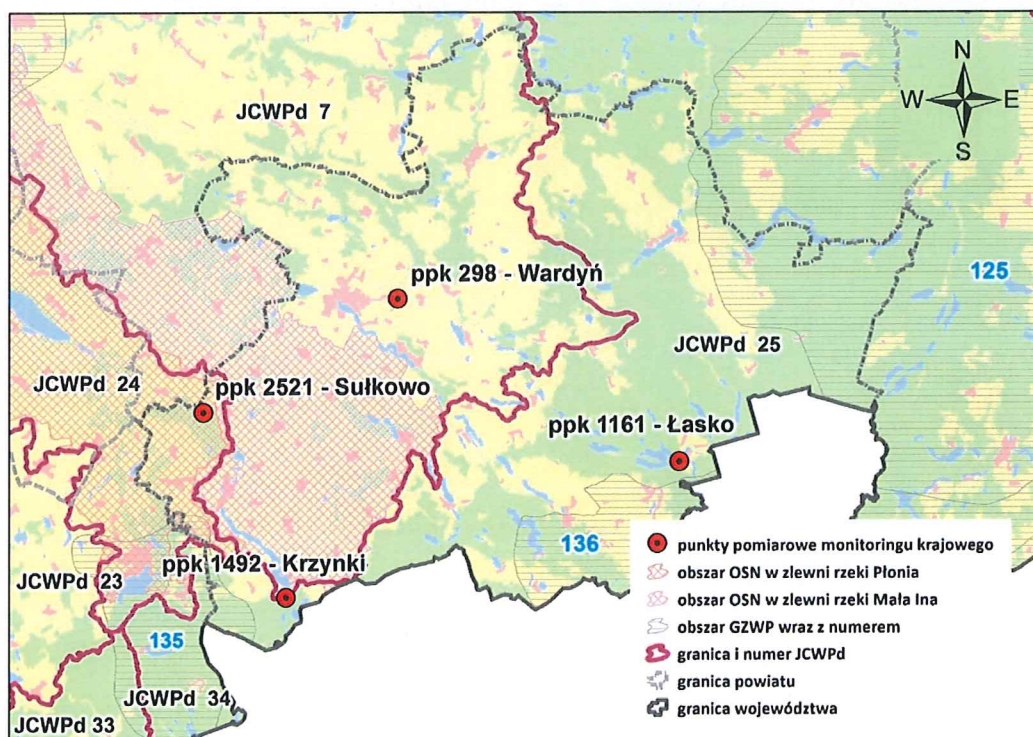 N
W E
S
JCWPd 7
125
ppk 298 - Wardyń
JCWPd 25
JCWPd 24
ppk 2521 - Sułkowo
ppk 1161 - Łasko
136
JCWPd 23
ppk 1492 - Krzynki
135
JCWPd 34
JCWPd 33
punkty pomiarowe monitoringu krajowego
obszar OSN w zlewni rzeki Płonia
obszar OSN w zlewni rzeki Mała Ina
obszar GZWP wraz z numerem
granica i numer JCWPd
granica powiatu
granica województwa